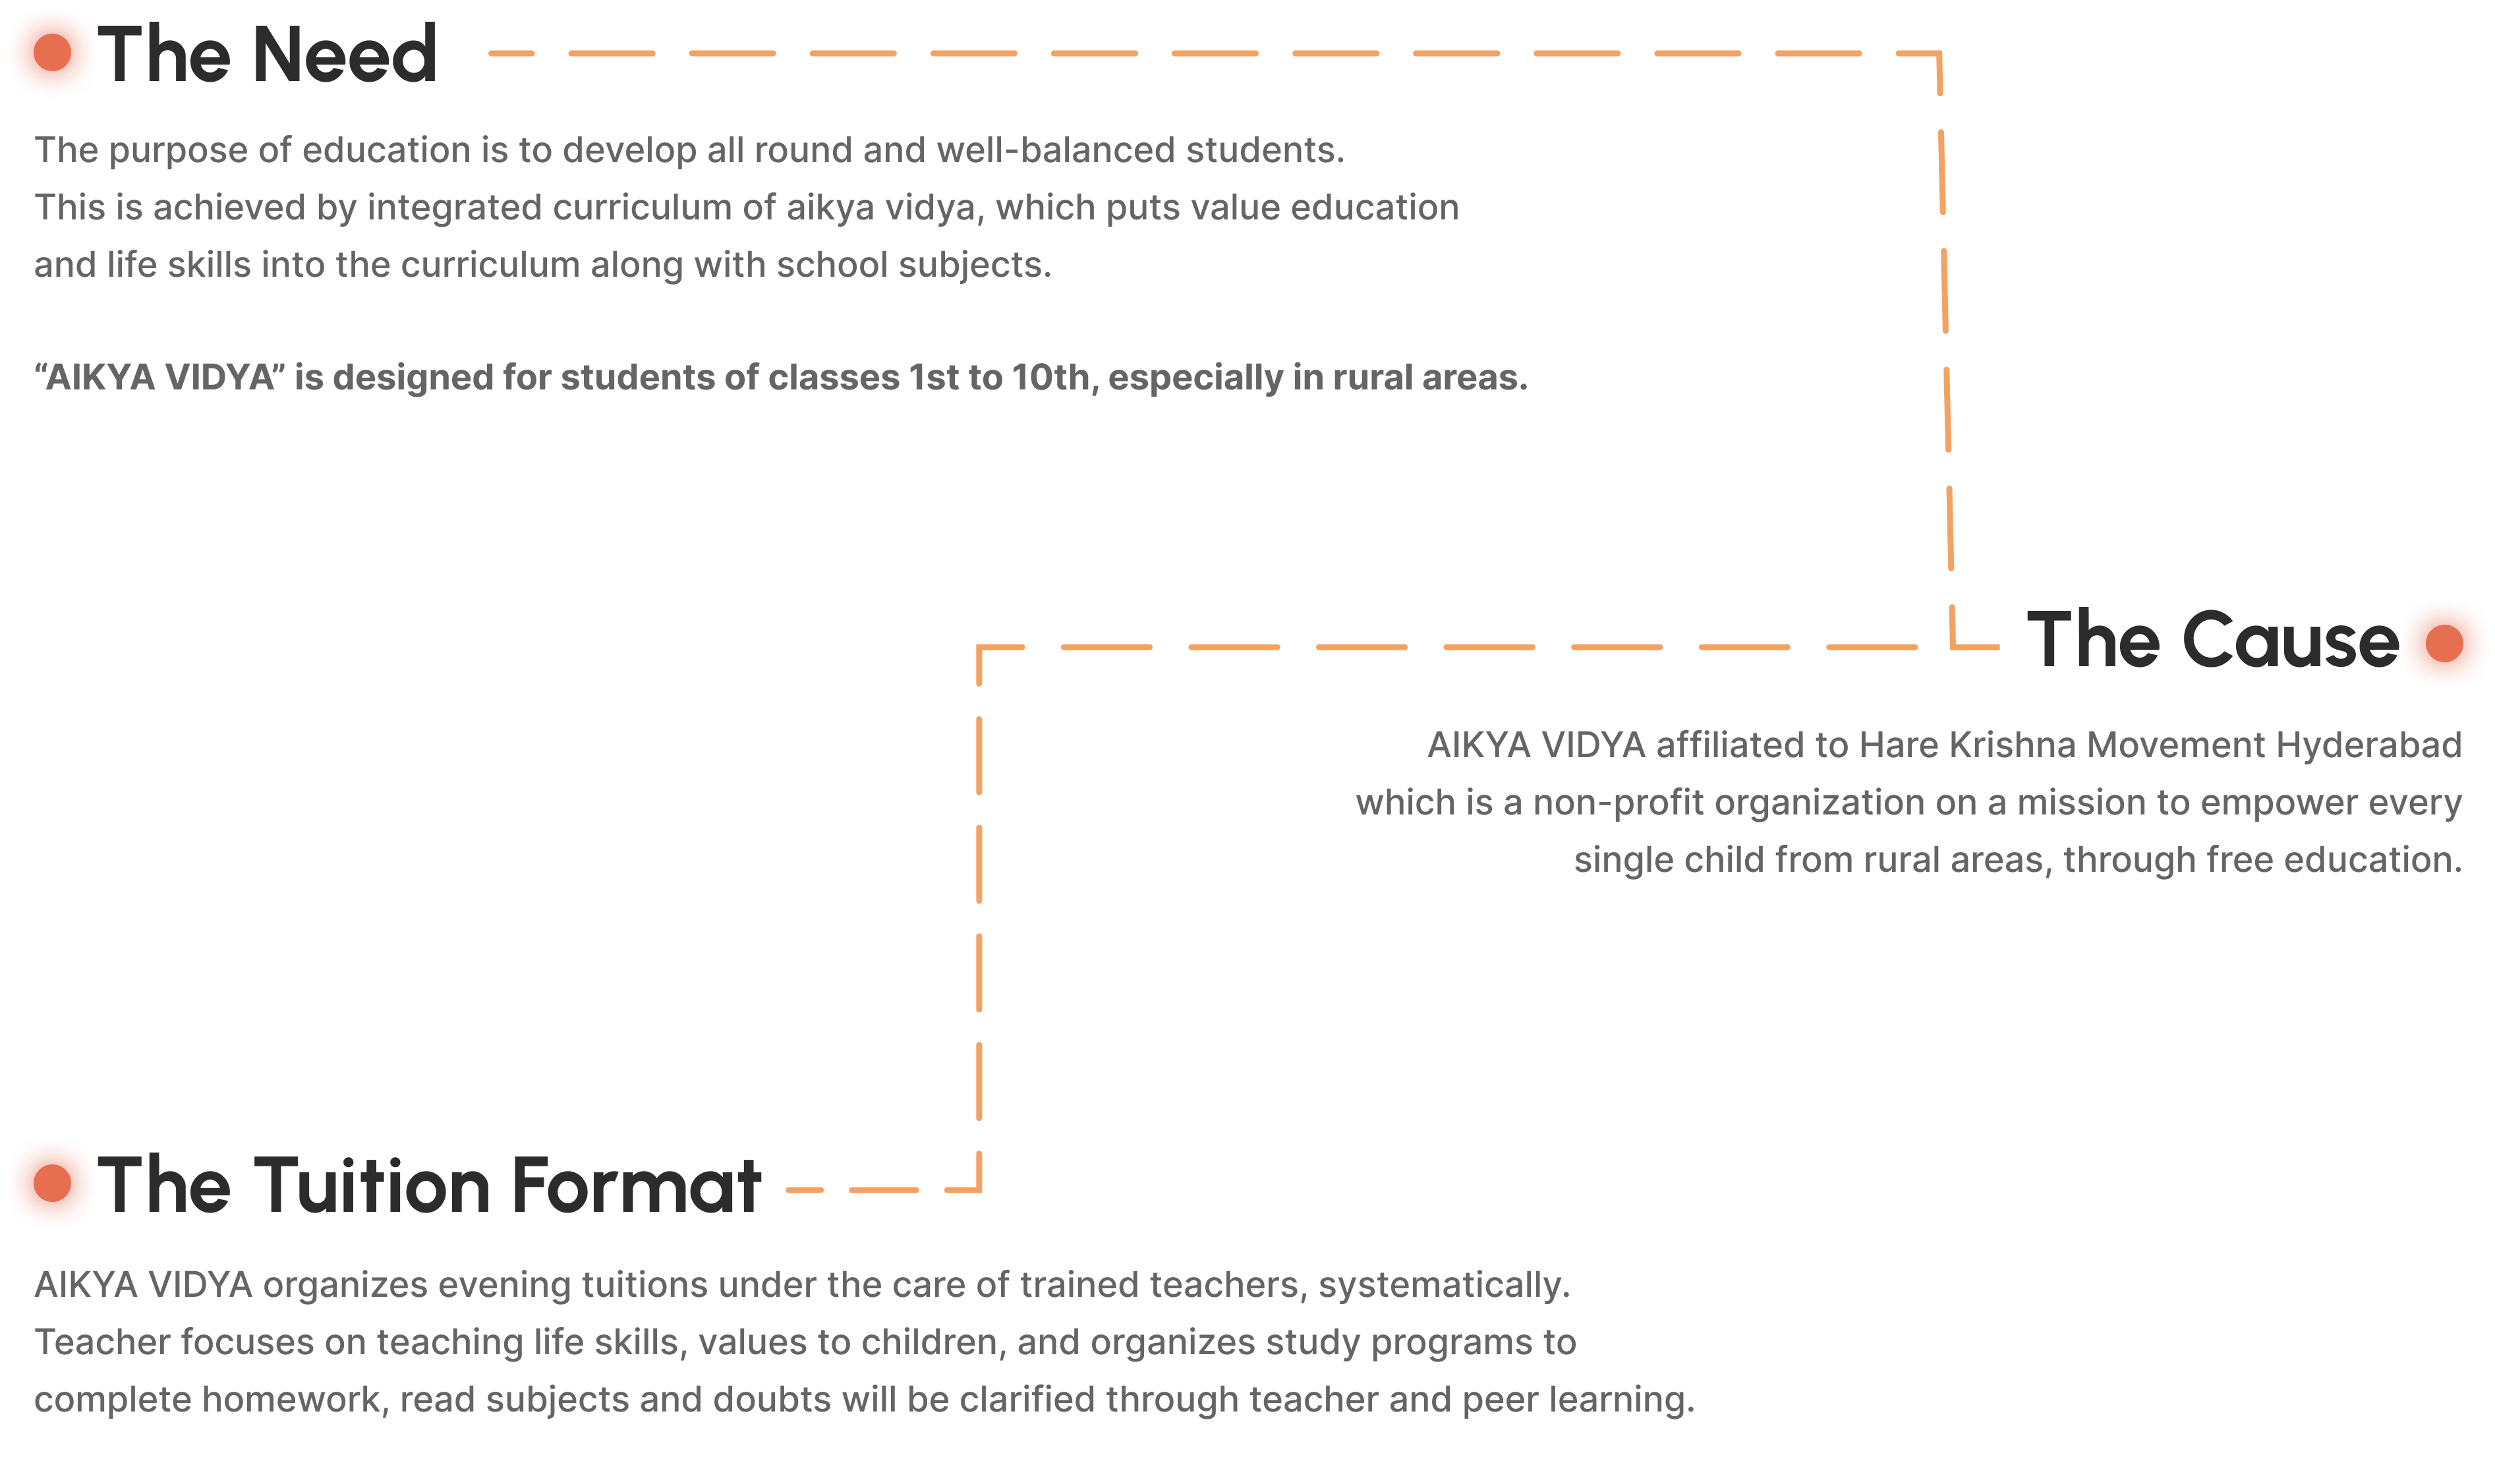 The Need
The purpose of education is to develop all round and well-balanced students.
This is achieved by integrated curriculum of aikya vidya, which puts value education
and life skills into the curriculum along with school subjects.
“AIKYA VIDYA” is designed for students of classes 1st to 10th, especially in rural areas.
The Cause
AIKYA VIDYA affiliated to Hare Krishna Movement Hyderabad
which is a non-profit organization on a mission to empower every
single child from rural areas, through free education.
The Tuition Format
AIKYA VIDYA organizes evening tuitions under the care of trained teachers, systematically.
Teacher focuses on teaching life skills, values to children, and organizes study programs to
complete homework, read subjects and doubts will be clarified through teacher and peer learning.